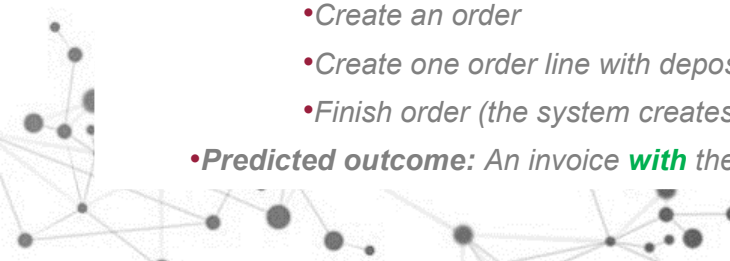 •Create an order
•Create one order line with depos
•Finish order (the system creates
•Predicted outcome: An invoice with the